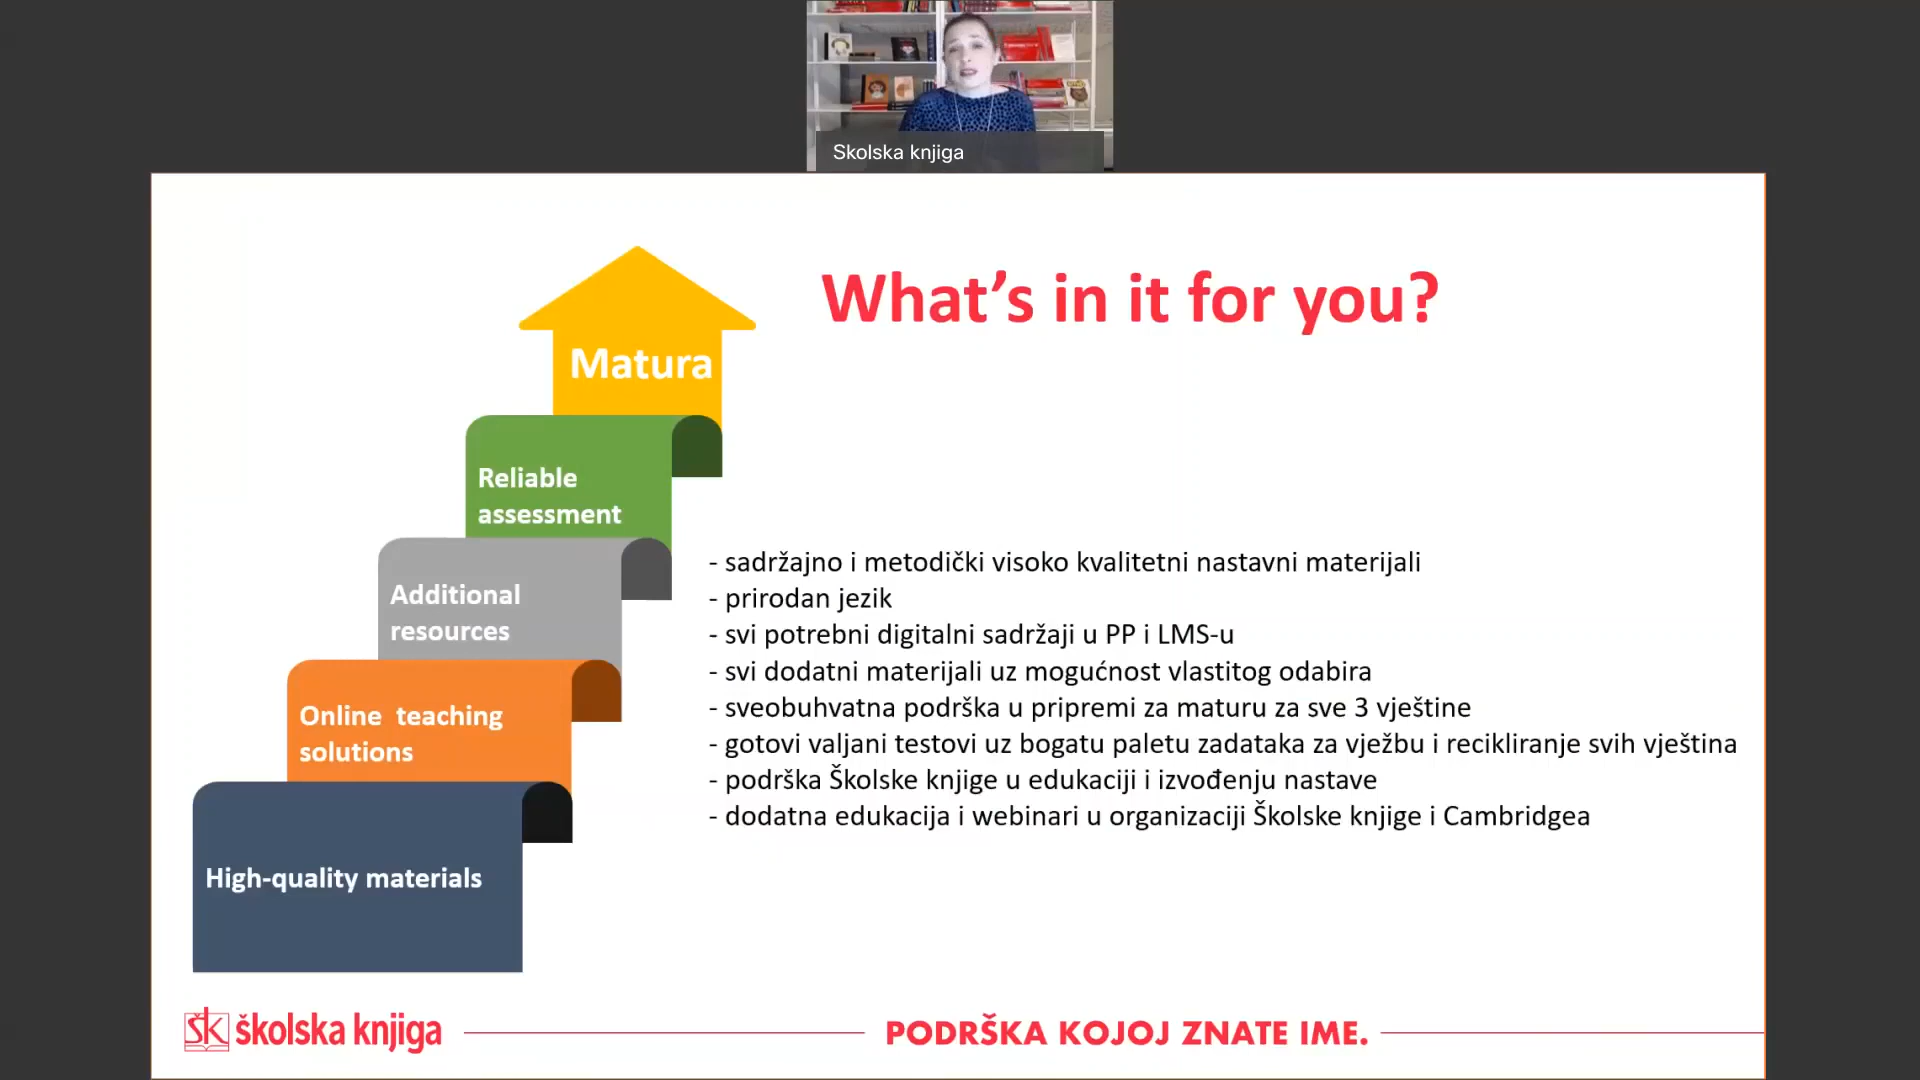 Skolska knjiga
What's in it for you?
Matura
Reliable
assessment
Additional
resources
Online teaching
solutions
High-quality materials
- sadržajno i metodički visoko kvalitetni nastavni materijali
- prirodan jezik
- svi potrebni digitalni sadržaji u PP i LMS-u
- svi dodatni materijali uz mogućnost vlastitog odabira
- sveobuhvatna podrška u pripremi za maturu za sve 3 vještine
- gotovi valjani testovi uz bogatu paletu zadataka za vježbu i recikliranje svih vještina
- podrška Školske knjige u edukaciji i izvođenju nastave
- dodatna edukacija i webinari u organizaciji Školske knjige i Cambridgea
ŠK školska knjiga
PODRŠKA KOJOJ ZNATE IME.